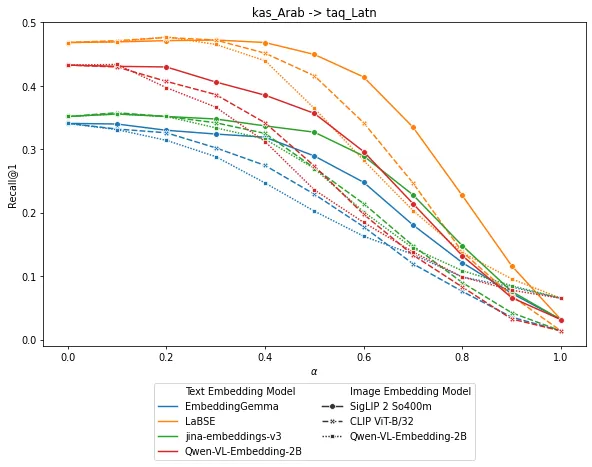 kas_Arab -> taq_Latn
0.5
0.4
0.3
0.2
0.1
0.0
Recall@1
0.0 0.2 0.4 0.6 0.8 1.0
α
Text Embedding Model
EmbeddingGemma
LaBSE
jina-embeddings-v3
Qwen-VL-Embedding-2B
Image Embedding Model
SigLIP 2 So400m
CLIP ViT-B/32
Qwen-VL-Embedding-2B